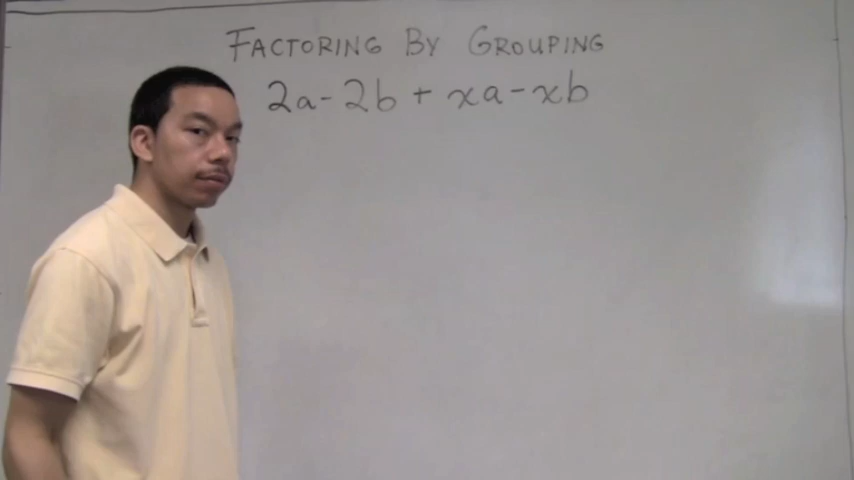 FACTORING BY GROUPING
2a - 2b + xa - xb